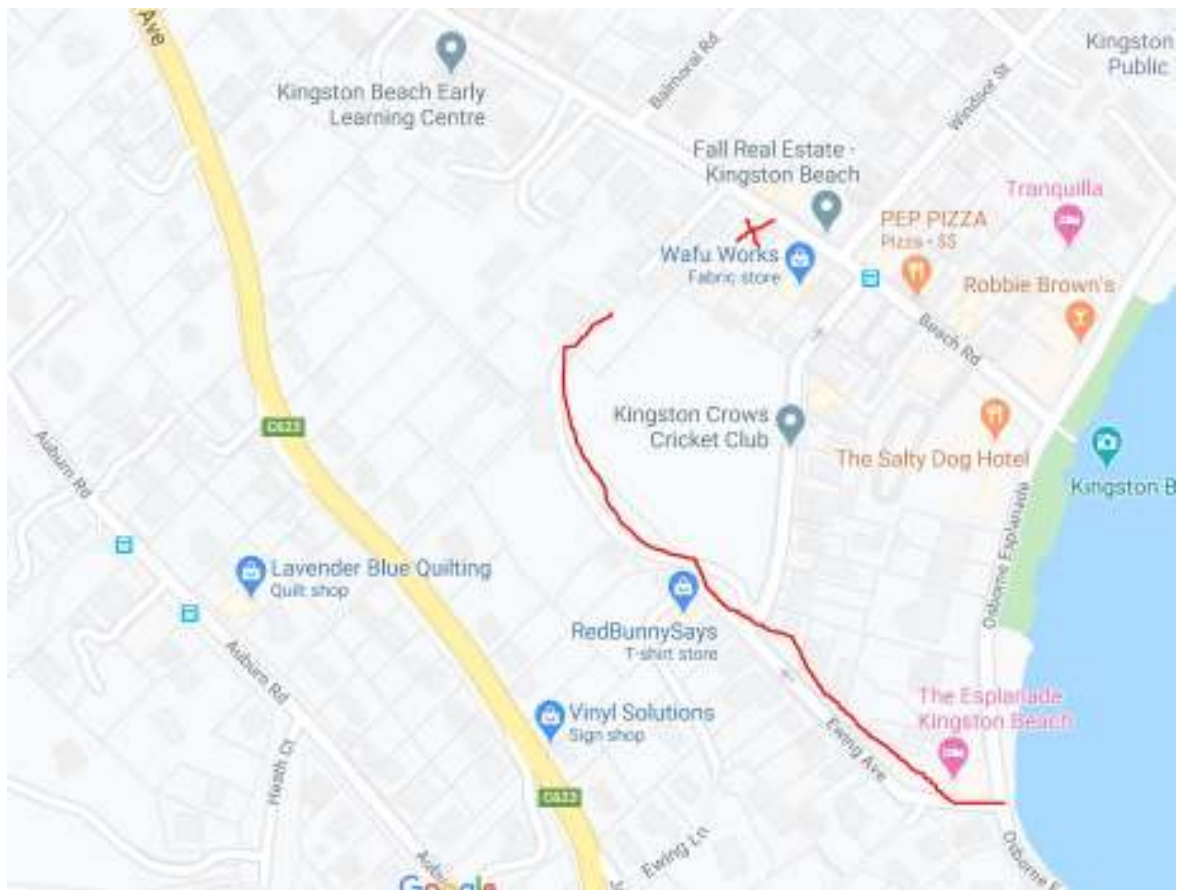 Ave
Kingston Beach Early
Learning Centre
Balmoral Rd
Kingston
Public
Windsor St
Fall Real Estate -
Kingston Beach
Tranquilla
PEP PIZZA
Pizza • $$
Wafu Works
Fabric store
Robbie Brown's
Beach Rd
Kingston Crows
Cricket Club
The Salty Dog Hotel
Kingston B
C623
Auburn Rd
Osborne Esplanade
Lavender Blue Quilting
Quilt shop
RedBunnySays
T-shirt store
Auburn Rd
The Esplanade
Kingston Beach
Vinyl Solutions
Sign shop
Ewing Ave
Heath Ct
Ewing Ln
Osborne E
Google